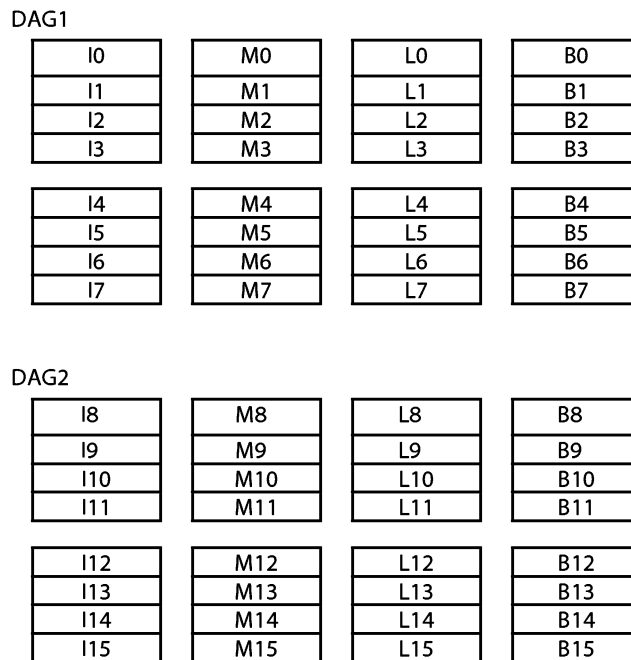 DAG1
I0 M0 L0 B0
I1 M1 L1 B1
I2 M2 L2 B2
I3 M3 L3 B3
I4 M4 L4 B4
I5 M5 L5 B5
I6 M6 L6 B6
I7 M7 L7 B7
DAG2
I8 M8 L8 B8
I9 M9 L9 B9
I10 M10 L10 B10
I11 M11 L11 B11
I12 M12 L12 B12
I13 M13 L13 B13
I14 M14 L14 B14
I15 M15 L15 B15